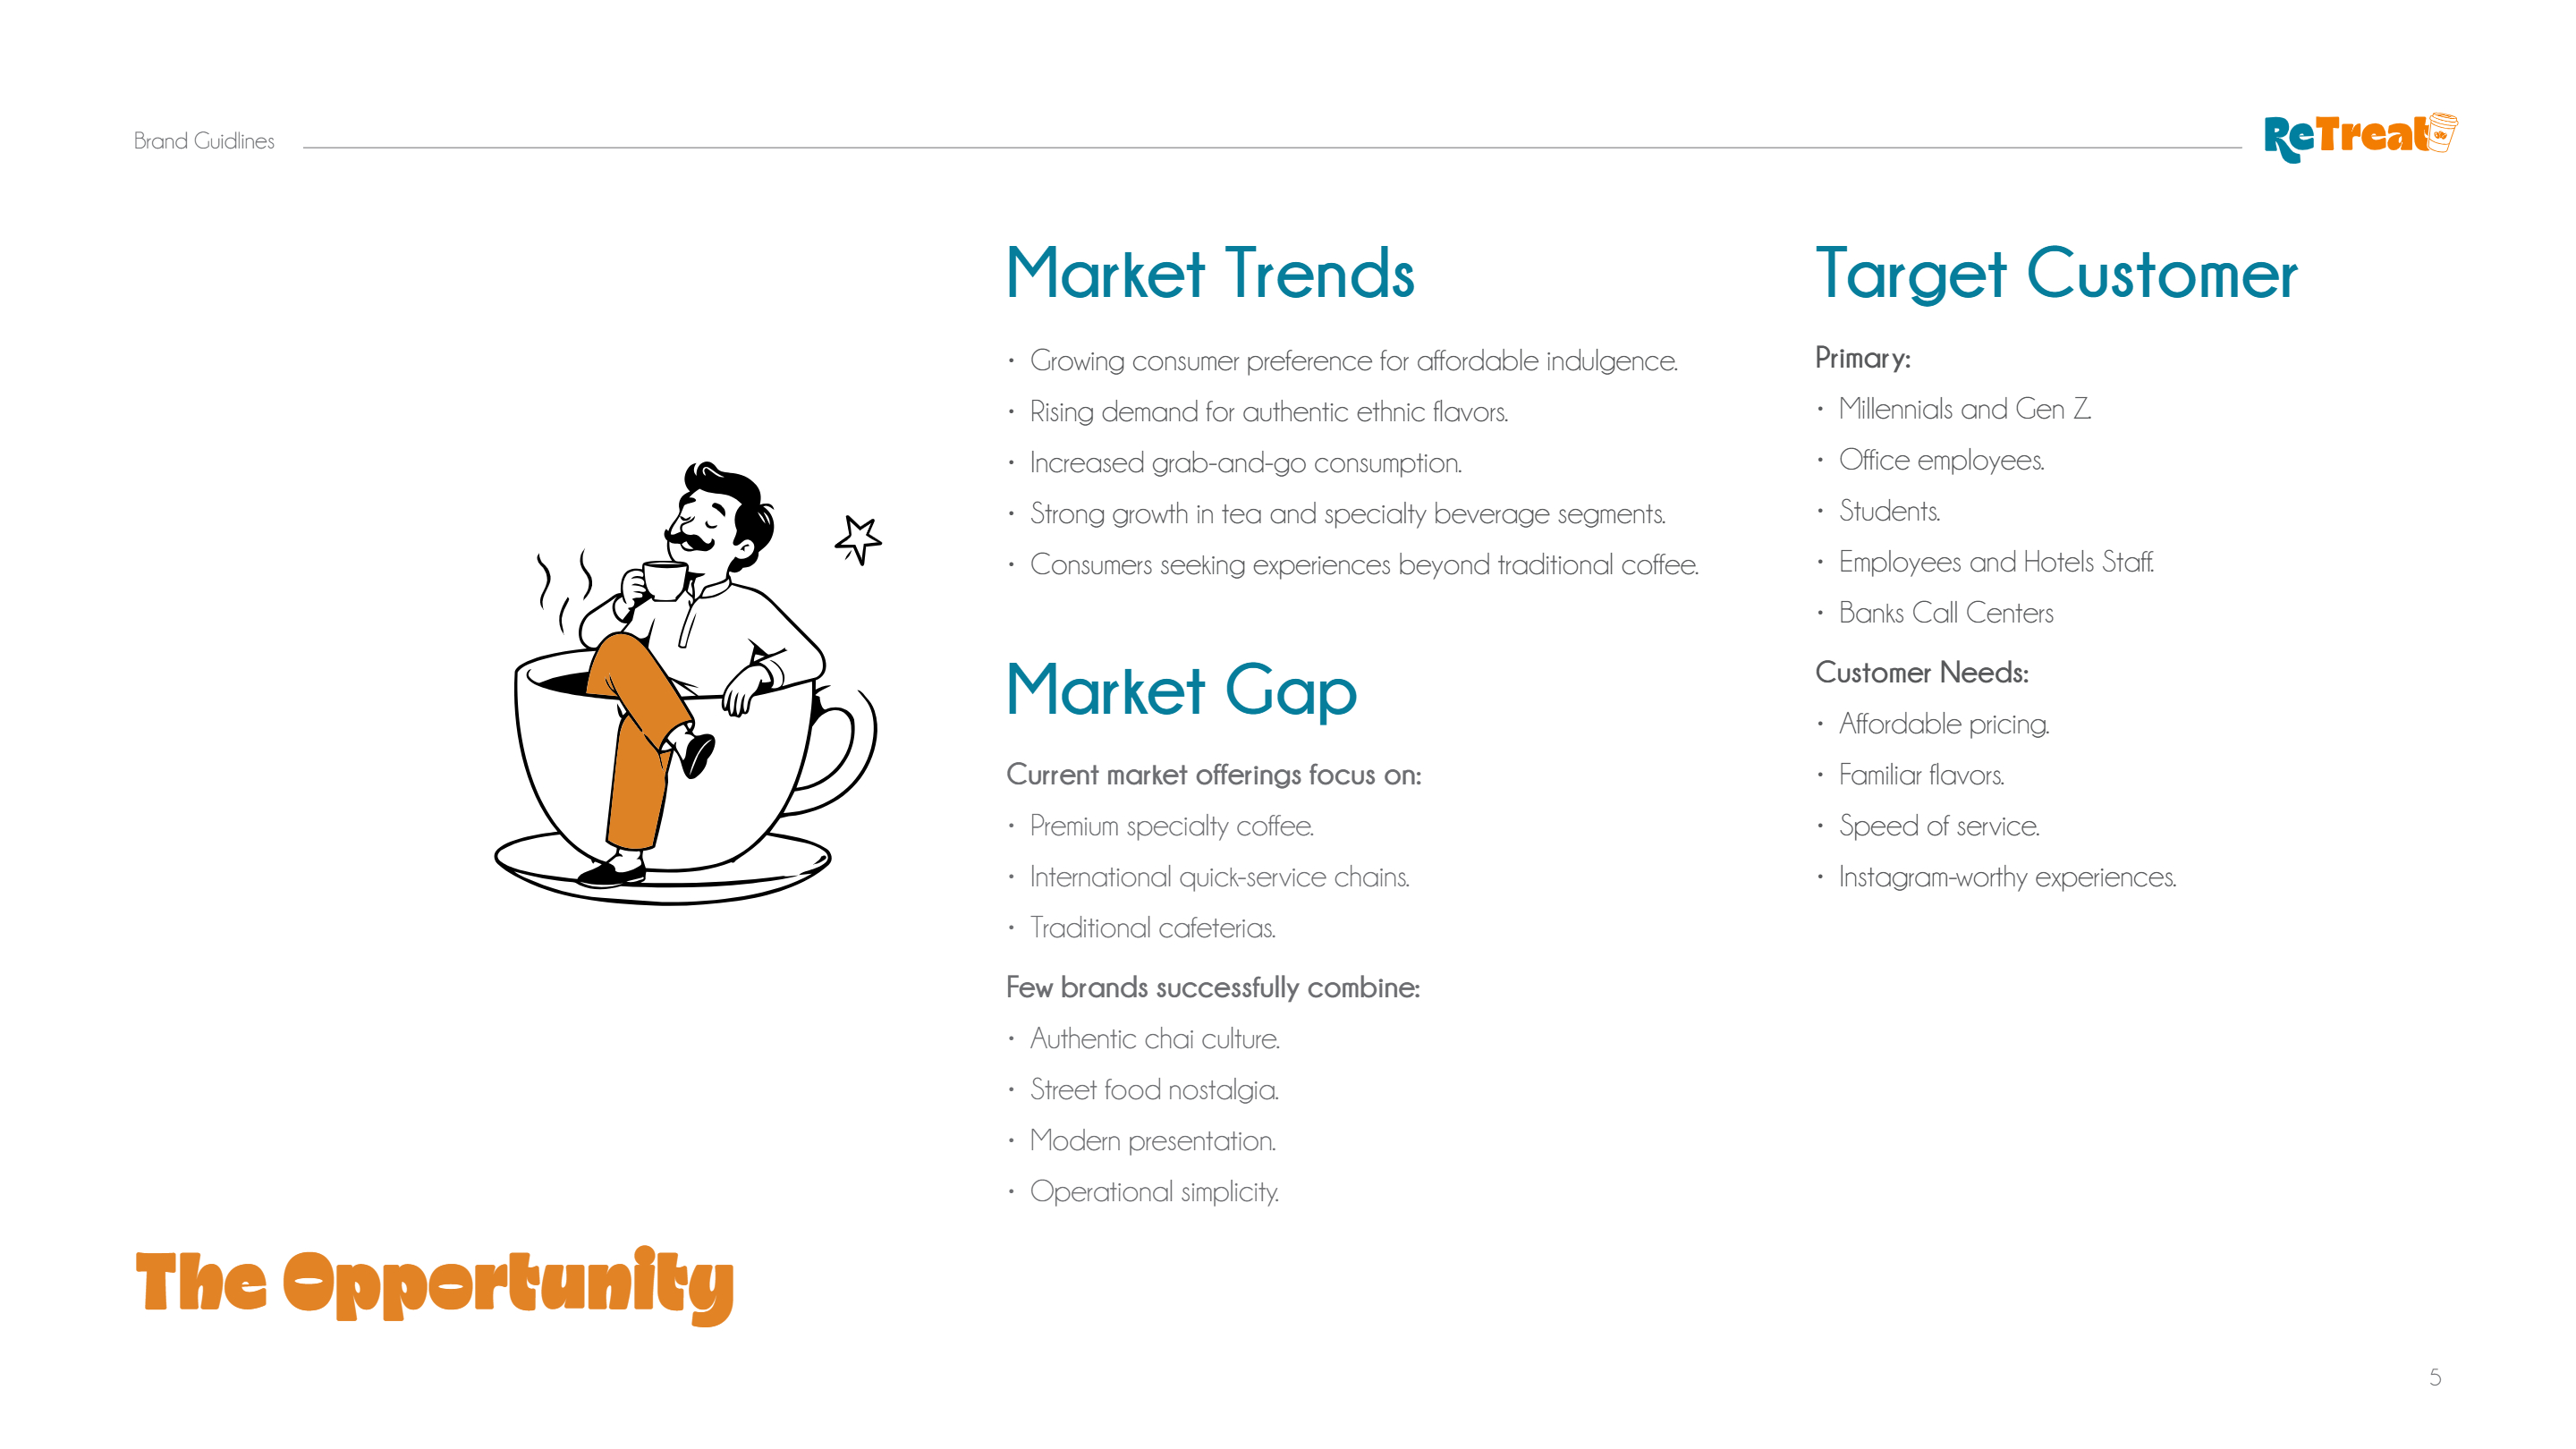 Brand Guidlines
ReTreat
Market Trends
• Growing consumer preference for affordable indulgence.
• Rising demand for authentic ethnic flavors.
• Increased grab-and-go consumption.
• Strong growth in tea and specialty beverage segments.
• Consumers seeking experiences beyond traditional coffee.
Market Gap
Current market offerings focus on:
• Premium specialty coffee.
• International quick-service chains.
• Traditional cafeterias.
Few brands successfully combine:
• Authentic chai culture.
• Street food nostalgia.
• Modern presentation.
• Operational simplicity.
Target Customer
Primary:
• Millennials and Gen Z.
• Office employees.
• Students.
• Employees and Hotels Staff.
• Banks Call Centers
Customer Needs:
• Affordable pricing.
• Familiar flavors.
• Speed of service.
• Instagram-worthy experiences.
The Opportunity
5